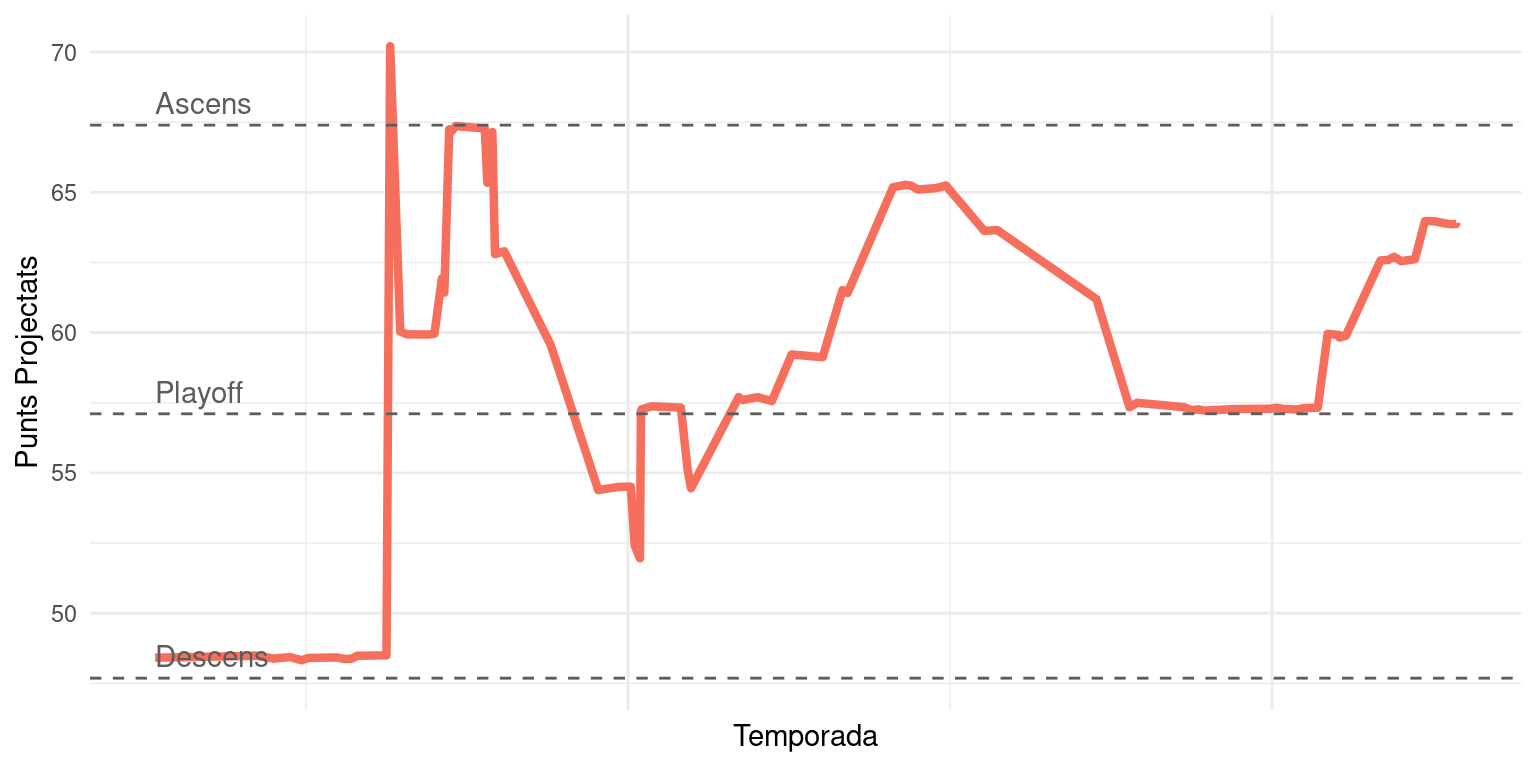 70
Ascens
65
Punts Projectats
60
Playoff
55
50
Descens
Temporada